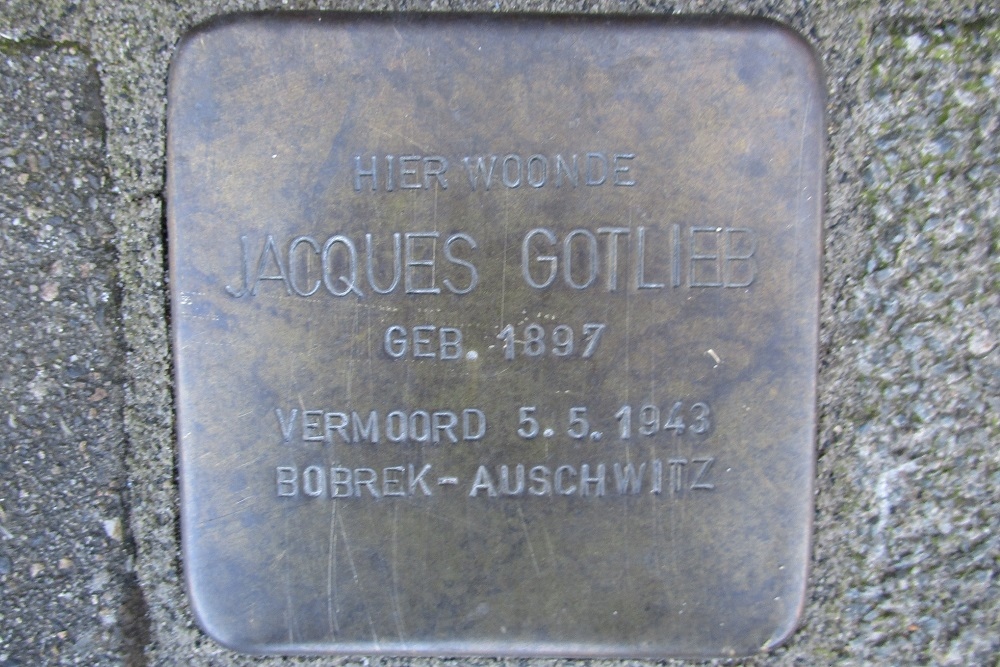 HIER WOONDE
JACQUES GOTLIEB
GEB. 1897
VERMOORD 5.5.1943
BOBREK-AUSCHWITZ